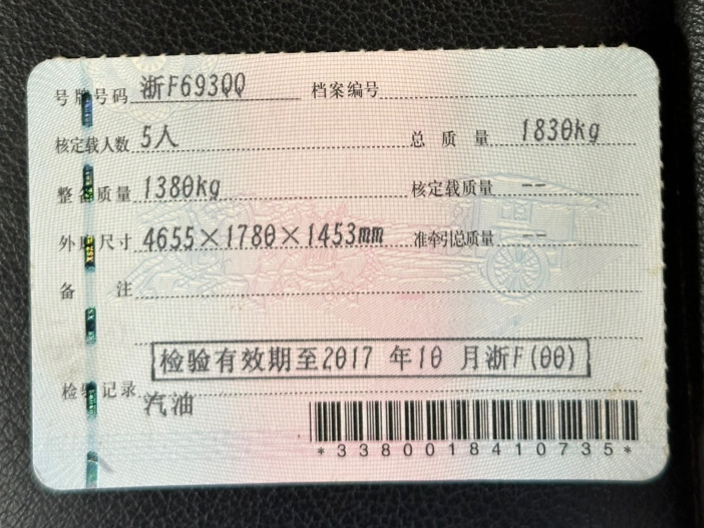 号牌号码 浙F693QQ 档案编号
核定载人数 5人 总质量 1830kg
整备质量 1380kg 核定载质量 --
外廓尺寸 4655×1780×1453mm 准牵引总质量 --
备注
检验有效期至2017 年10 月浙F(00)
检验记录 汽油
*3380018410735*